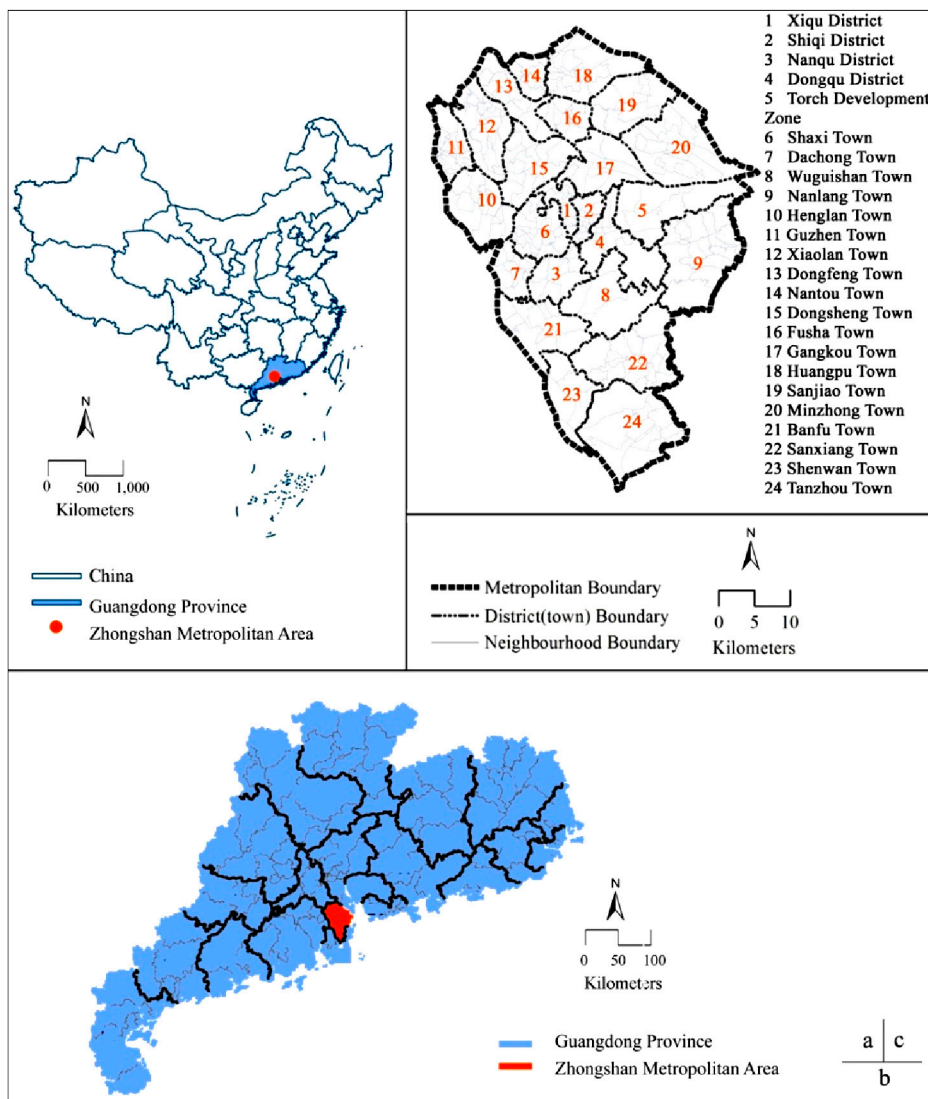 N
0 500 1,000
Kilometers
China
Guangdong Province
Zhongshan Metropolitan Area
14
18
13
19
12
16
11
20
15
17
10
1
2
5
6
4
9
7
3
8
21
22
23
24
1 Xiqu District
2 Shiqi District
3 Nanqu District
4 Dongqu District
5 Torch Development
Zone
6 Shaxi Town
7 Dachong Town
8 Wuguishan Town
9 Nanlang Town
10 Henglan Town
11 Guzhen Town
12 Xiaolan Town
13 Dongfeng Town
14 Nantou Town
15 Dongsheng Town
16 Fusha Town
17 Gangkou Town
18 Huangpu Town
19 Sanjiao Town
20 Minzhong Town
21 Banfu Town
22 Sanxiang Town
23 Shenwan Town
24 Tanzhou Town
Metropolitan Boundary
District(town) Boundary
Neighbourhood Boundary
N
0 5 10
Kilometers
N
0 50 100
Kilometers
Guangdong Province
Zhongshan Metropolitan Area
a c
b